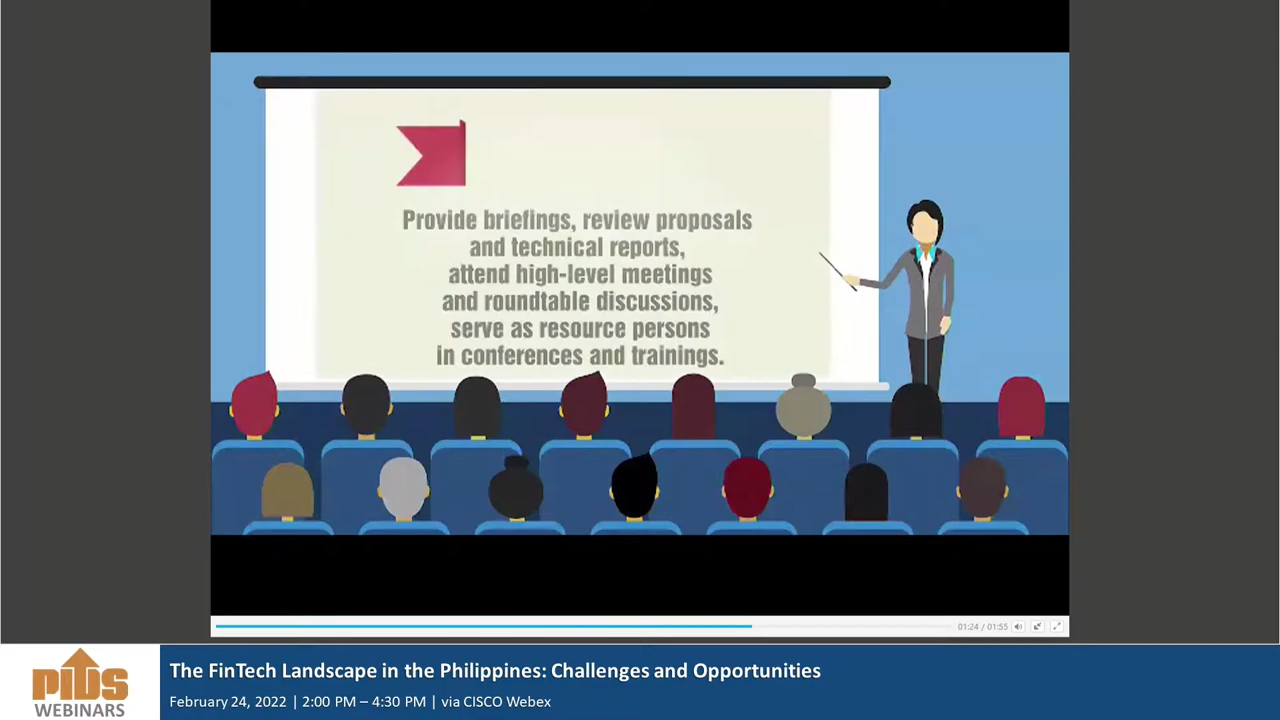 Provide briefings, review proposals
and technical reports,
attend high-level meetings
and roundtable discussions,
serve as resource persons
in conferences and trainings.
01:24 / 01:55
PIDS
WEBINARS
The FinTech Landscape in the Philippines: Challenges and Opportunities
February 24, 2022 | 2:00 PM – 4:30 PM | via CISCO Webex